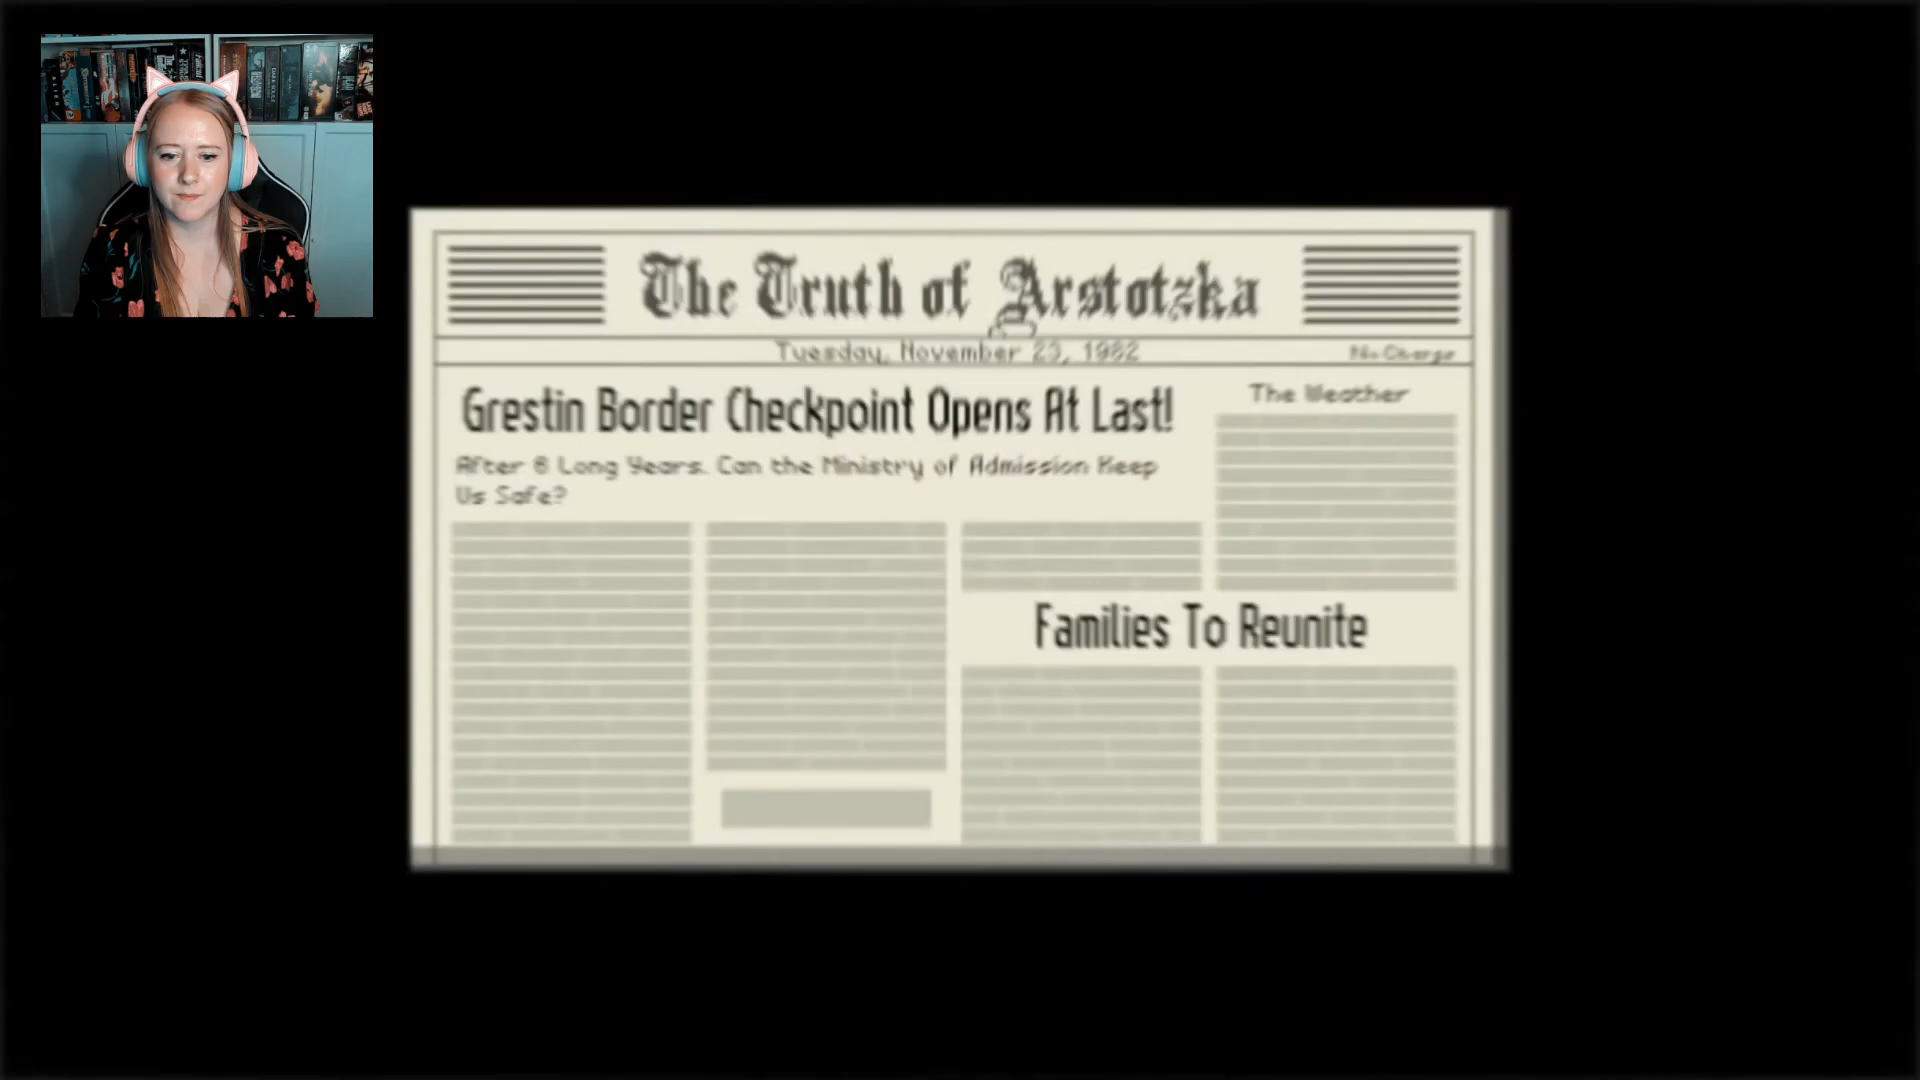 The Truth of Arstotzka
Tuesday, November 23, 1982
No Charge
Grestin Border Checkpoint Opens At Last!
After 6 Long Years. Can the Ministry of Admission Keep
Us Safe?
The Weather
Families To Reunite